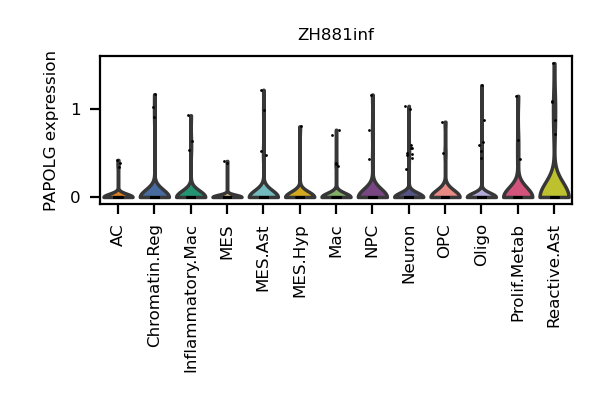 ZH881inf
PAPOLG expression
1
0
AC
Chromatin.Reg
Inflammatory.Mac
MES
MES.Ast
MES.Hyp
Mac
NPC
Neuron
OPC
Oligo
Prolif.Metab
Reactive.Ast